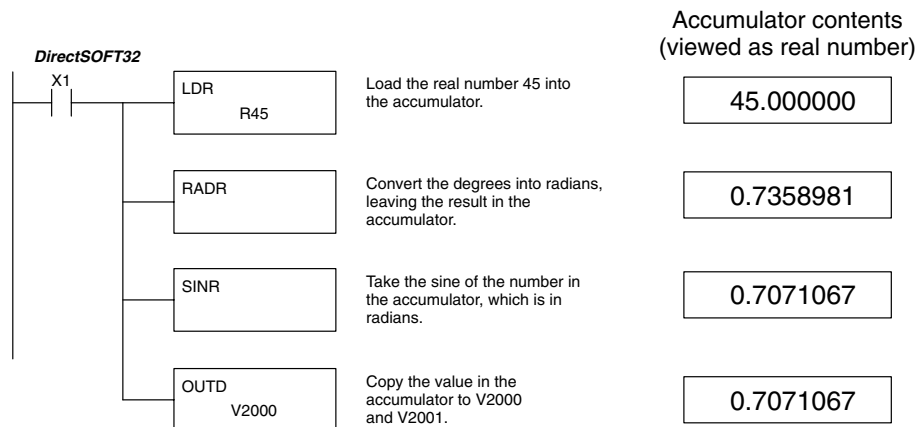 Accumulator contents
(viewed as real number)
DirectSOFT32
X1
LDR
R45
Load the real number 45 into
the accumulator.
45.000000
RADR
Convert the degrees into radians,
leaving the result in the
accumulator.
0.7358981
SINR
Take the sine of the number in
the accumulator, which is in
radians.
0.7071067
OUTD
V2000
Copy the value in the
accumulator to V2000
and V2001.
0.7071067